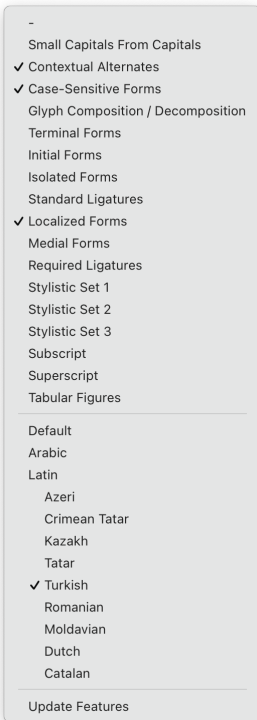 -
Small Capitals From Capitals
✓ Contextual Alternates
✓ Case-Sensitive Forms
Glyph Composition / Decomposition
Terminal Forms
Initial Forms
Isolated Forms
Standard Ligatures
✓ Localized Forms
Medial Forms
Required Ligatures
Stylistic Set 1
Stylistic Set 2
Stylistic Set 3
Subscript
Superscript
Tabular Figures
Default
Arabic
Latin
Azeri
Crimean Tatar
Kazakh
Tatar
✓ Turkish
Romanian
Moldavian
Dutch
Catalan
Update Features